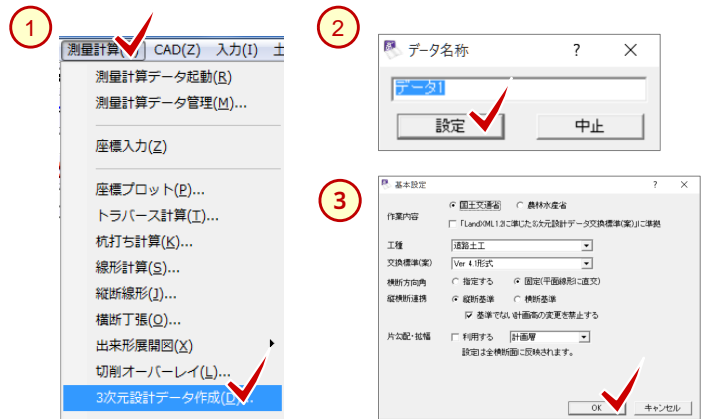 1
測量計算 CAD(Z) 入力(I) 土
測量計算データ起動(R)
測量計算データ管理(M)...
座標入力(Z)
座標プロット(P)...
トラバース計算(T)...
杭打ち計算(K)...
線形計算(S)...
縦断線形(J)...
横断丁張(O)...
出来形展開図(X)
切削オーバーレイ(L)...
3次元設計データ作成(D)...
2
データ名称 ? ×
データ1
設定 中止
3
基本設定 ? ×
作業内容 国土交通省 農林水産省
「LandXML1.2に準じた3次元設計データ交換標準(案)」に準拠
工種 道路土工
交換標準(案) Ver 4.1形式
横断方向角 指定する 固定(平面線形に直交)
縦横断連携 縦断基準 横断基準
基準でない計画高の変更を禁止する
片勾配・拡幅 利用する 計画層
設定は全横断面に反映されます。
OK キャンセル